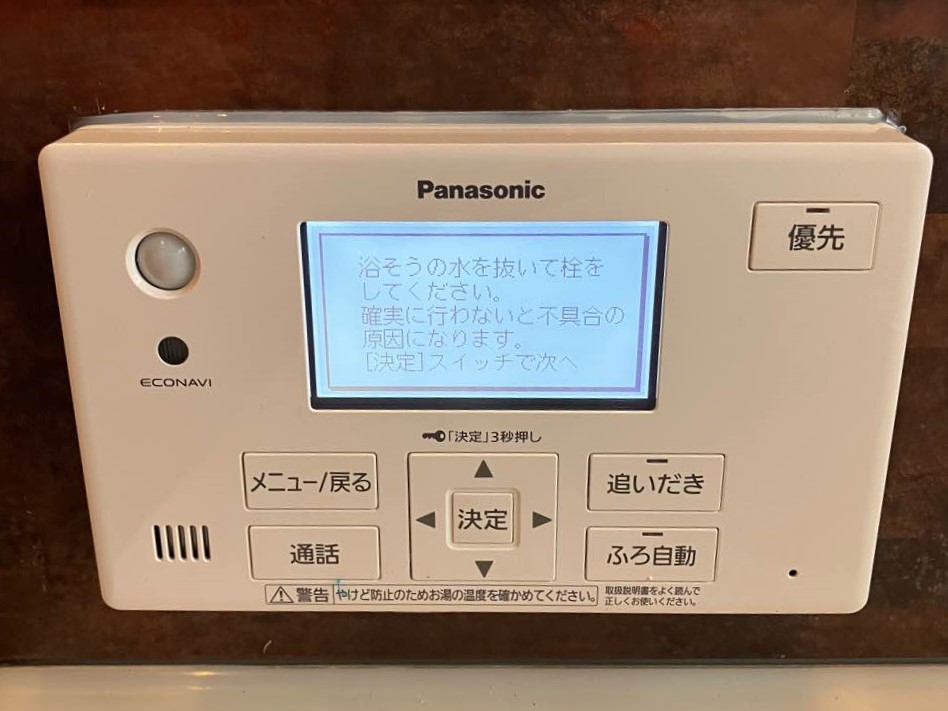 Panasonic
優先
浴そうの水を抜いて栓を
してください。
確実に行わないと不具合の
原因になります。
[決定]スイッチで次へ
ECONAVI
「決定」3秒押し
メニュー/戻る
▲
追いだき
◀ 決定 ▶
通話
▼
ふろ自動
警告 やけど防止のためお湯の温度を確かめてください。
取扱説明書をよく読んで
正しくお使いください。